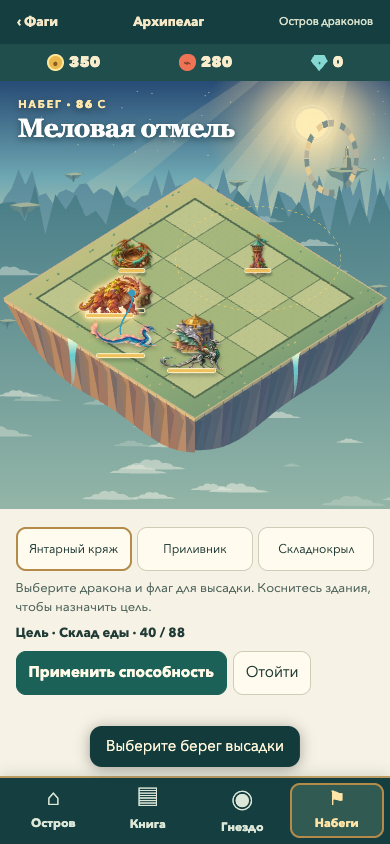 ‹ Фаги
Архипелаг
Остров драконов
350
280
0
НАБЕГ • 86 С
Меловая отмель
Янтарный кряж
Приливник
Складнокрыл
Выберите дракона и флаг для высадки. Коснитесь здания,
чтобы назначить цель.
Цель · Склад еды · 40 / 88
Применить способность
Отойти
Выберите берег высадки
Остров
Книга
Гнездо
Набеги